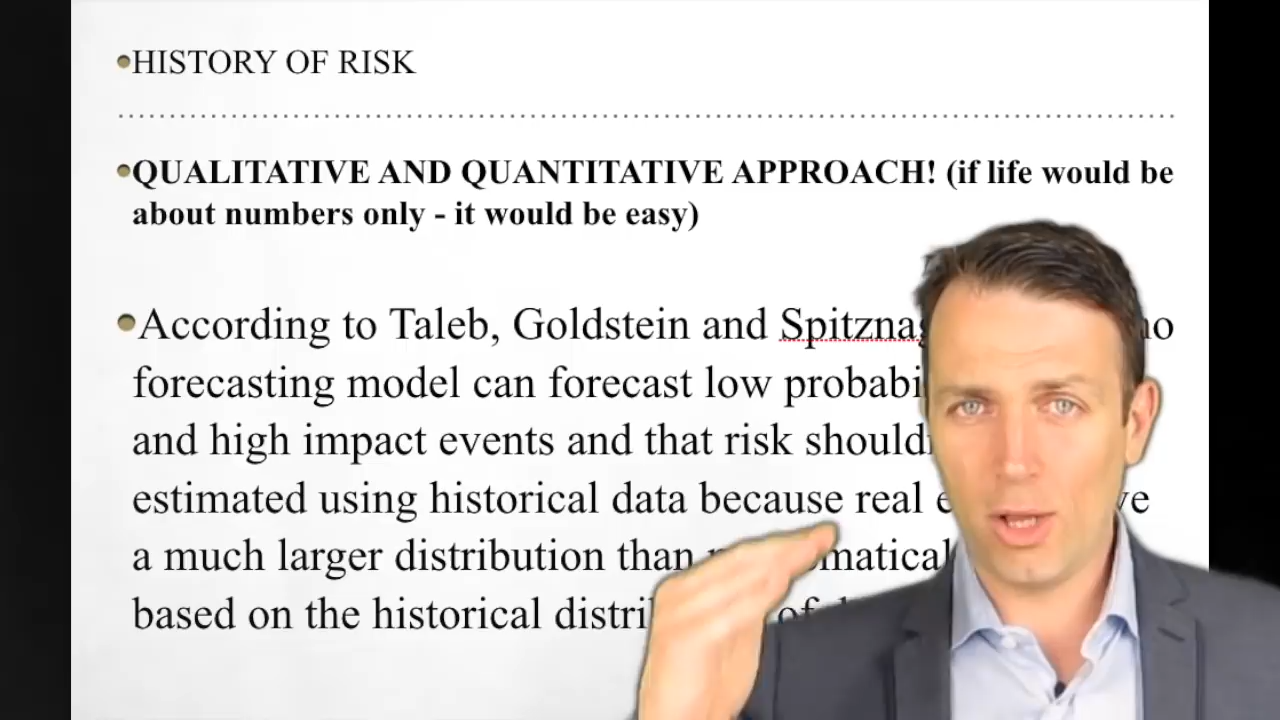 •HISTORY OF RISK
•QUALITATIVE AND QUANTITATIVE APPROACH! (if life would be
about numbers only - it would be easy)
•According to Taleb, Goldstein and
forecasting model can forecast low
and high impact events and that risk
estimated using historical data because real
a much larger distribution than
based on the historical